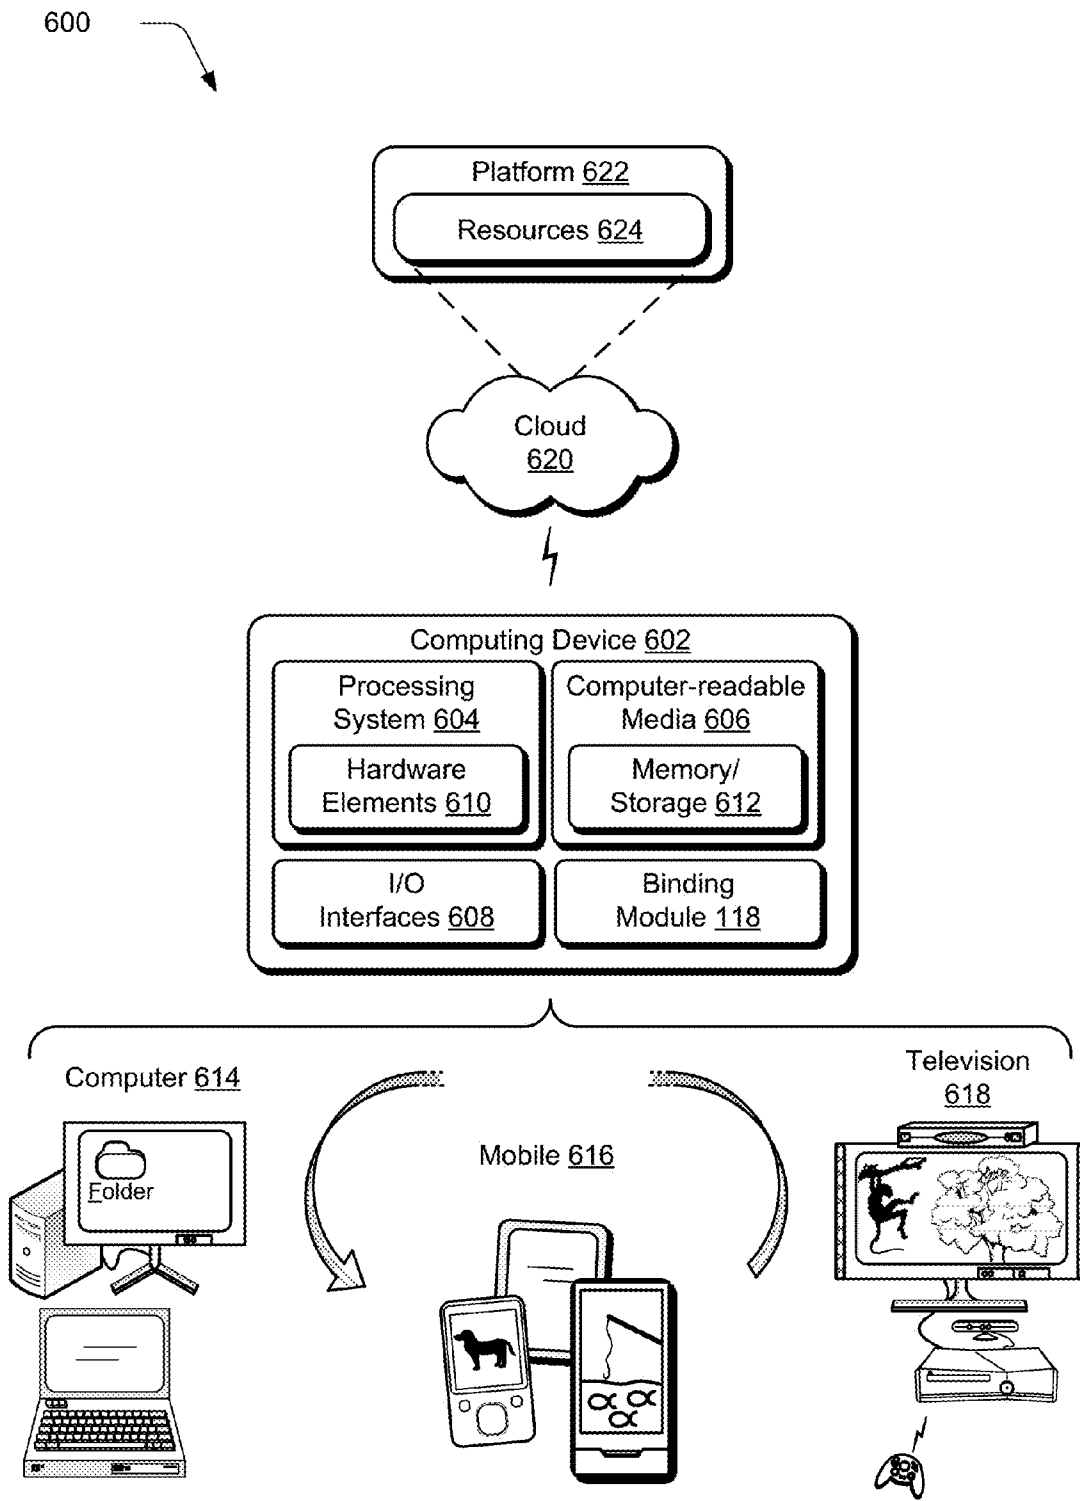 600
Platform 622
Resources 624
Cloud
620
Computing Device 602
Processing
System 604
Hardware
Elements 610
Computer-readable
Media 606
Memory/
Storage 612
I/O
Interfaces 608
Binding
Module 118
Computer 614
Folder
Mobile 616
Television
618